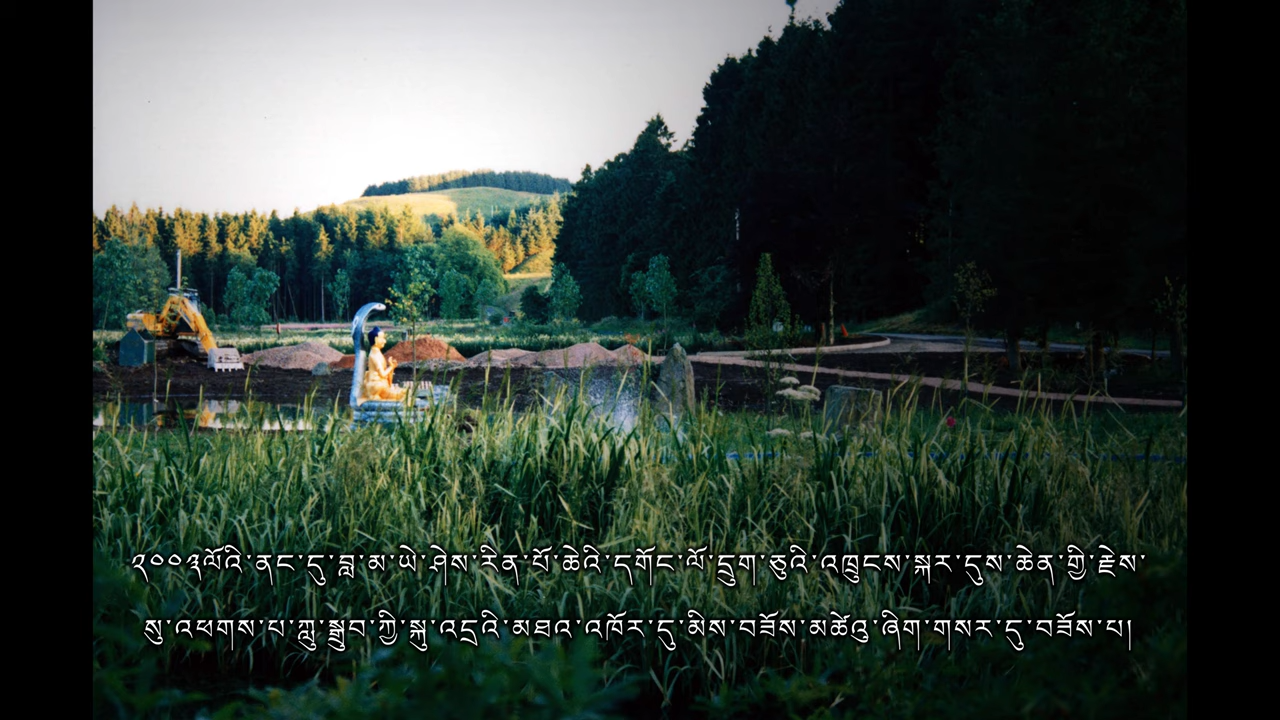 ༢༠༠༣ལོའི་ནང་དུ་བླ་མ་ཡེ་ཤེས་རིན་པོ་ཆེའི་དགོང་ལོ་དྲུག་ཅུའི་འཁྲུངས་སྐར་དུས་ཆེན་གྱི་རྗེས་
སུ་འཕགས་པ་ཀླུ་སྒྲུབ་ཀྱི་སྐུ་འདྲའི་མཐའ་འཁོར་དུ་མིས་བཟོས་མཚེའུ་ཞིག་གསར་དུ་བཟོས་པ།